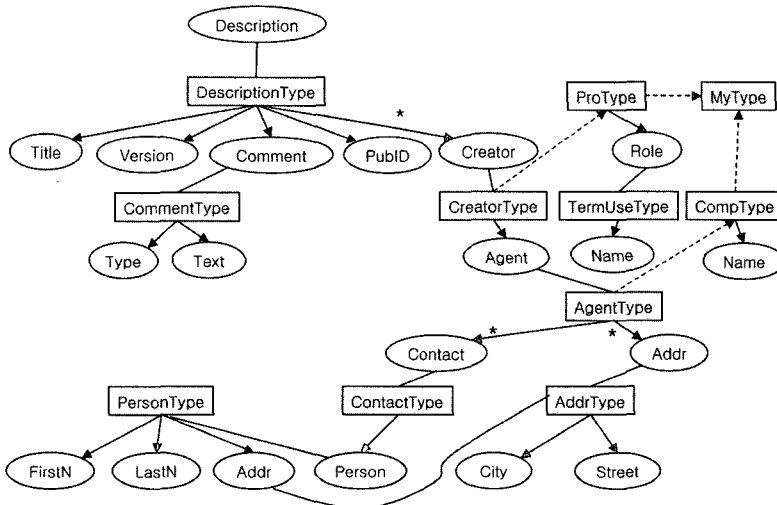 Description
DescriptionType
ProType
MyType
*
Title
Version
Comment
PubID
Creator
Role
CommentType
CreatorType
TermUseType
CompType
Type
Text
Agent
Name
Name
AgentType
*
*
Contact
Addr
PersonType
ContactType
AddrType
FirstN
LastN
Addr
Person
City
Street